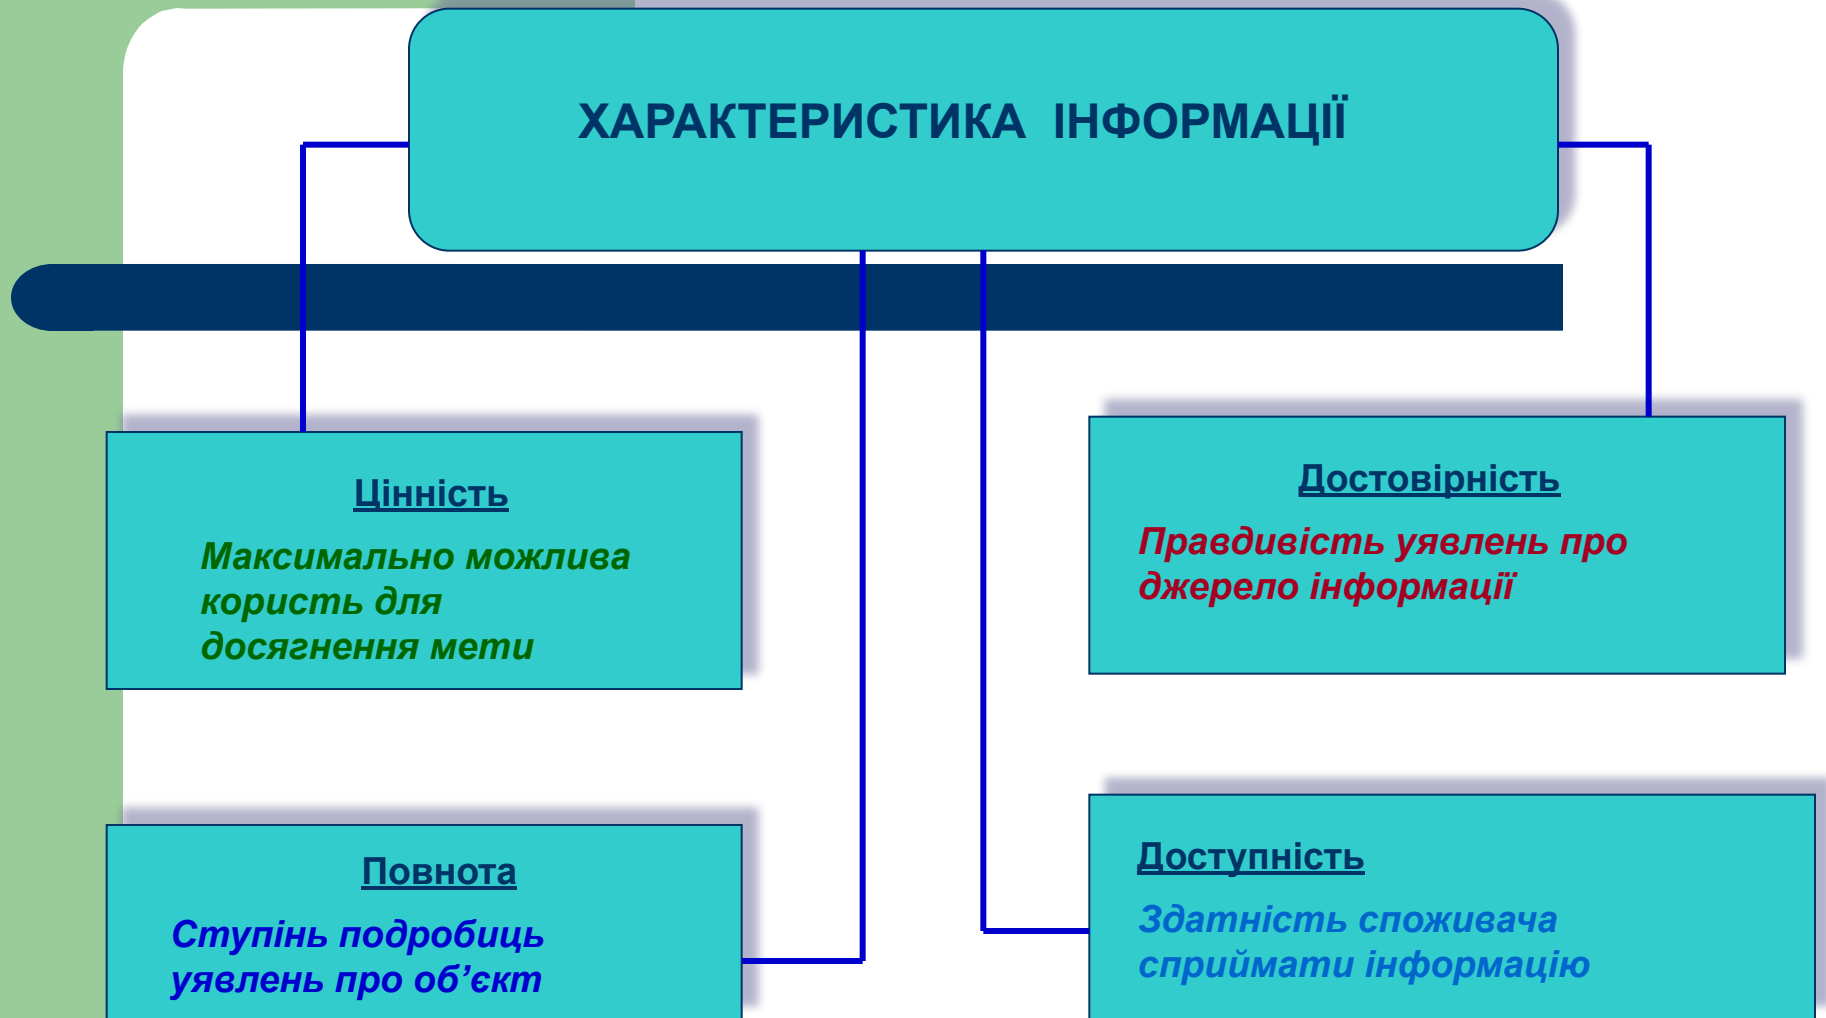 ХАРАКТЕРИСТИКА ІНФОРМАЦІЇ
Цінність
Максимально можлива
користь для
досягнення мети
Достовірність
Правдивість уявлень про
джерело інформації
Повнота
Ступінь подробиць
уявлень про об’єкт
Доступність
Здатність споживача
сприймати інформацію